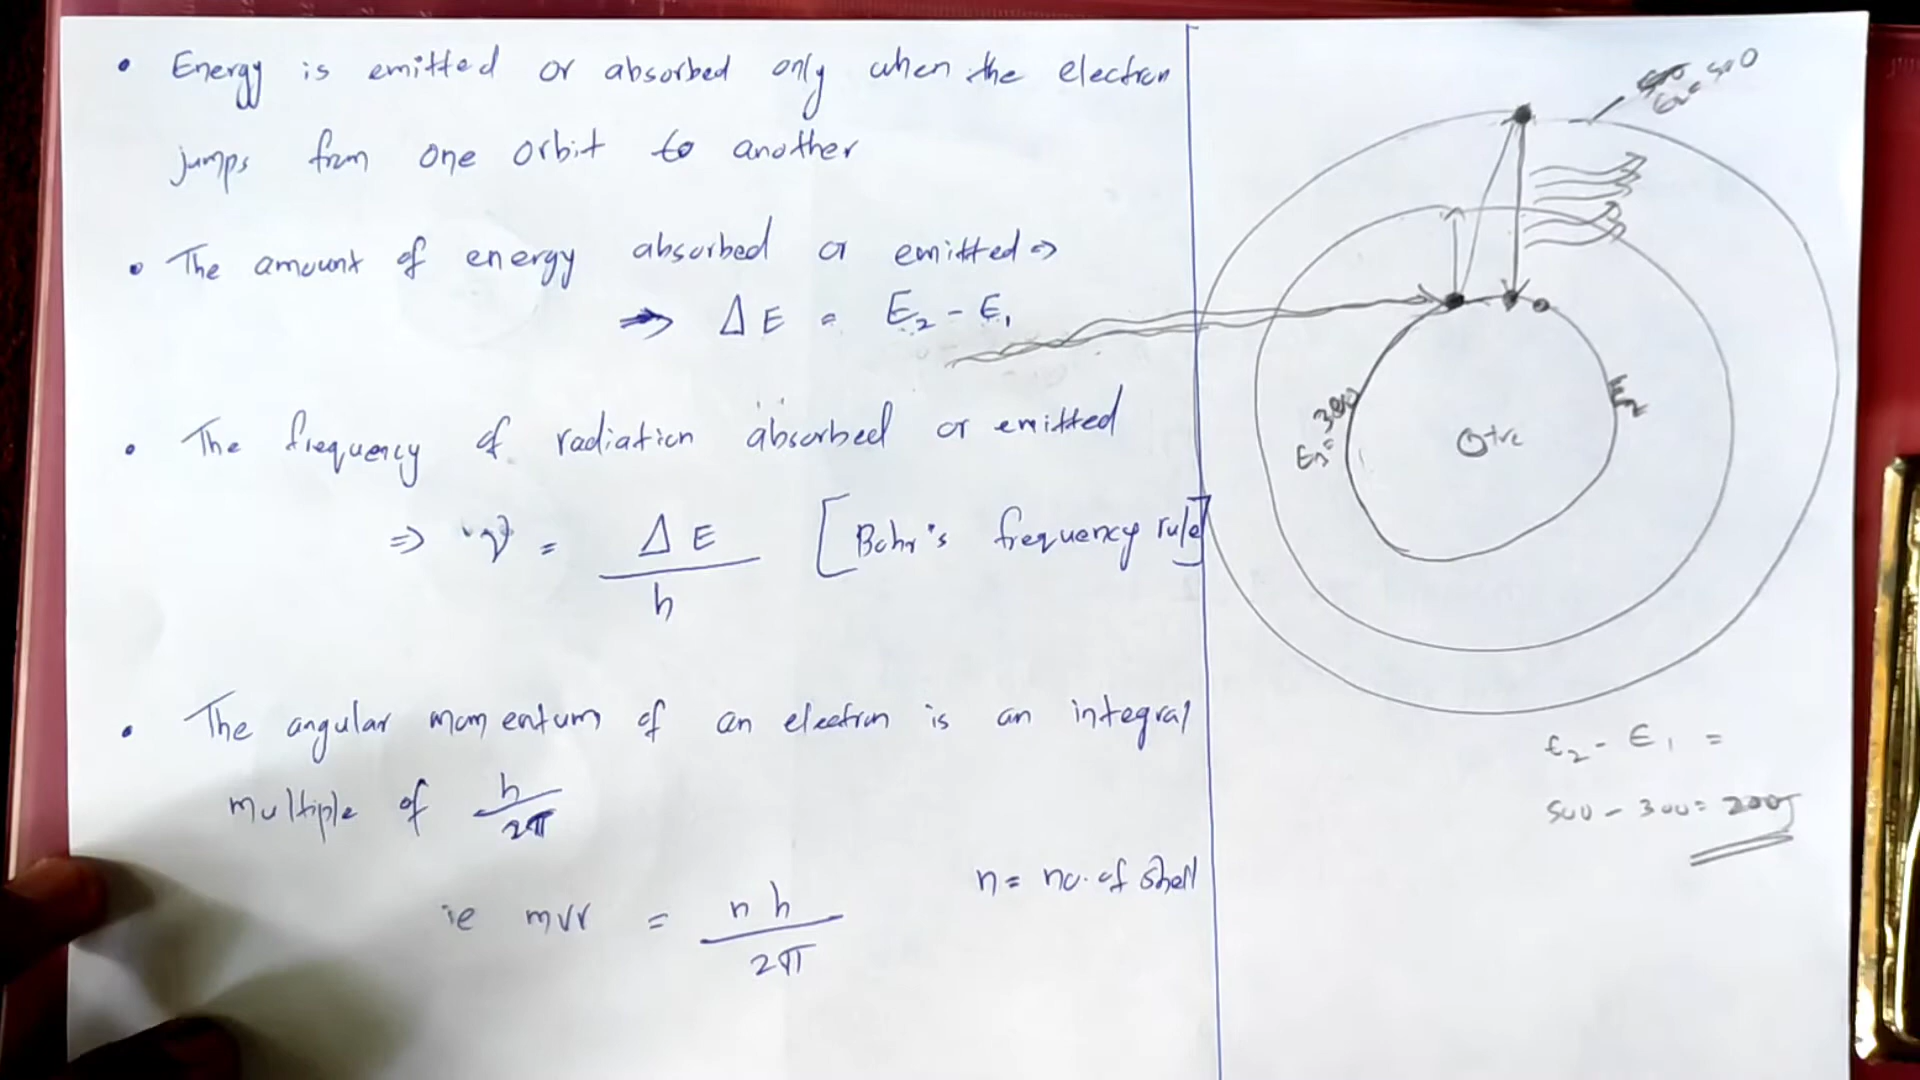 • Energy is emitted or absorbed only when the electron
jumps from one orbit to another
• The amount of energy absorbed or emitted ⇒
⇒ ΔE = E₂ - E₁
• The frequency of radiation absorbed or emitted
⇒ 'ν' = ΔE / h [Bohr's frequency rule]
• The angular momentum of an electron is an integral
multiple of h / 2π
n = no. of shell
ie mvr = nh / 2π
E₂ = 500
300
E₂
+ve
E₂ - E₁ =
500 - 300 = 200J